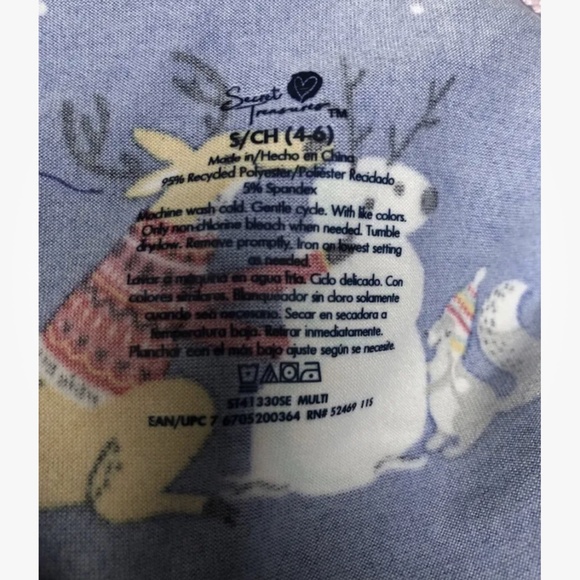 Secret
Treasures™
S/CH (4-6)
Made in/Hecho en China
95% Recycled Polyester/Poliéster Reciclado
5% Spandex
Machine wash cold. Gentle cycle. With like colors.
Only non-chlorine bleach when needed. Tumble
dry low. Remove promptly. Iron on lowest setting
as needed.
Lavar a máquina en agua fría. Ciclo delicado. Con
colores similares. Blanqueador sin cloro solamente
cuando sea necesario. Secar en secadora a
temperatura baja. Retirar inmediatamente.
Planchar con el más bajo ajuste según se necesite.
ST41330SE MULTI
EAN/UPC 7 6705200364 RN# 52469 115